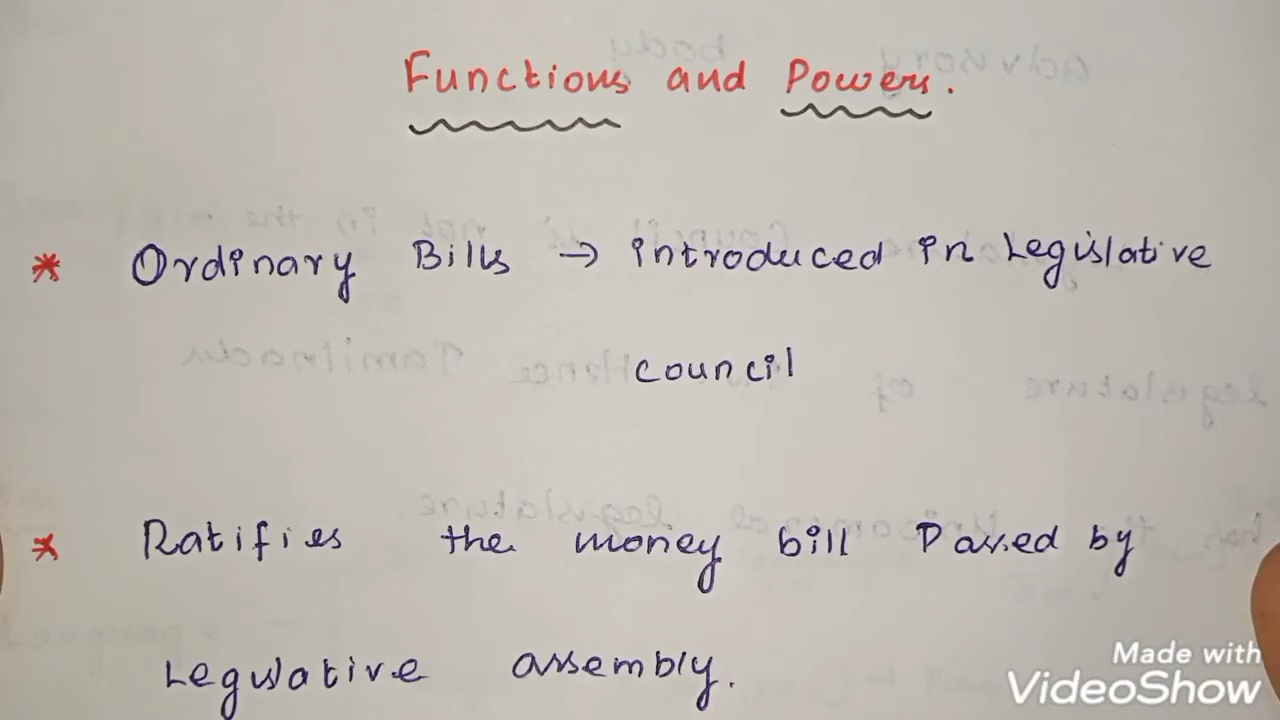 Functions and Powers.
* Ordinary Bills → introduced in Legislative
council
* Ratifies the money bill Passed by
Legislative assembly.
Made with
VideoShow